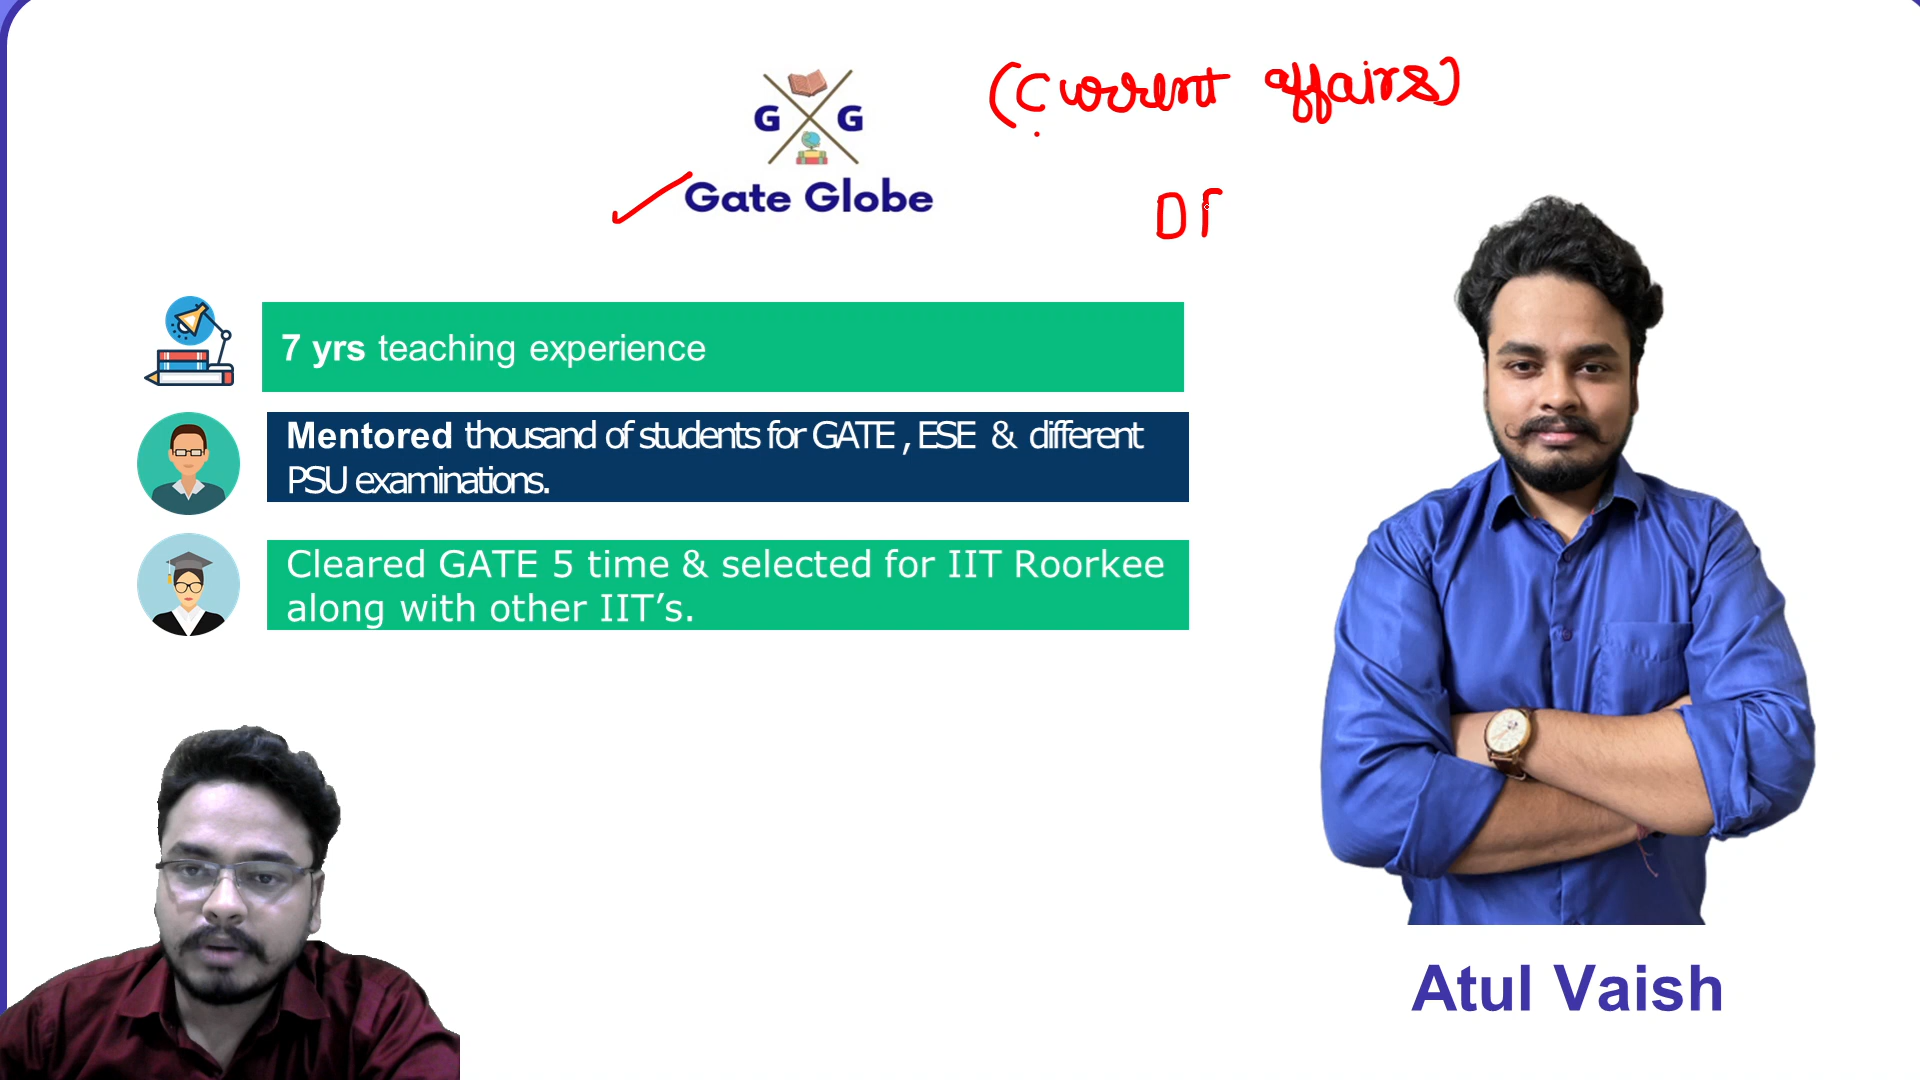 (Current affairs)
G G
Gate Globe
7 yrs teaching experience
Mentored thousand of students for GATE , ESE & different
PSU examinations.
Cleared GATE 5 time & selected for IIT Roorkee
along with other IIT’s.
Atul Vaish